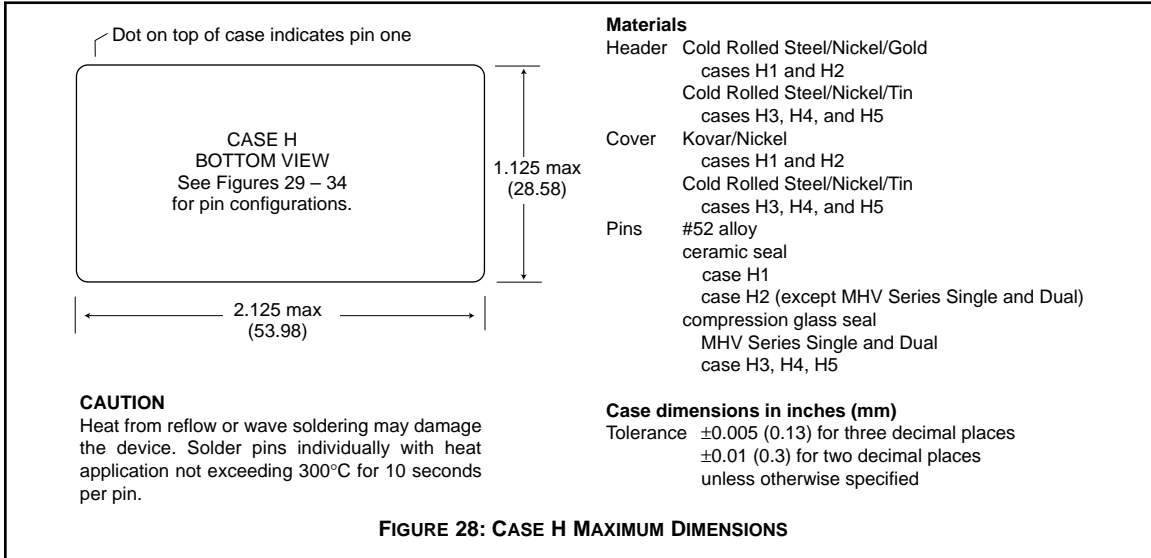 Dot on top of case indicates pin one
CASE H
BOTTOM VIEW
See Figures 29 – 34
for pin configurations.
1.125 max
(28.58)
2.125 max
(53.98)
CAUTION
Heat from reflow or wave soldering may damage
the device. Solder pins individually with heat
application not exceeding 300°C for 10 seconds
per pin.
Materials
Header Cold Rolled Steel/Nickel/Gold
cases H1 and H2
Cold Rolled Steel/Nickel/Tin
cases H3, H4, and H5
Cover Kovar/Nickel
cases H1 and H2
Cold Rolled Steel/Nickel/Tin
cases H3, H4, and H5
Pins #52 alloy
ceramic seal
case H1
case H2 (except MHV Series Single and Dual)
compression glass seal
MHV Series Single and Dual
case H3, H4, H5
Case dimensions in inches (mm)
Tolerance ±0.005 (0.13) for three decimal places
±0.01 (0.3) for two decimal places
unless otherwise specified
FIGURE 28: CASE H MAXIMUM DIMENSIONS